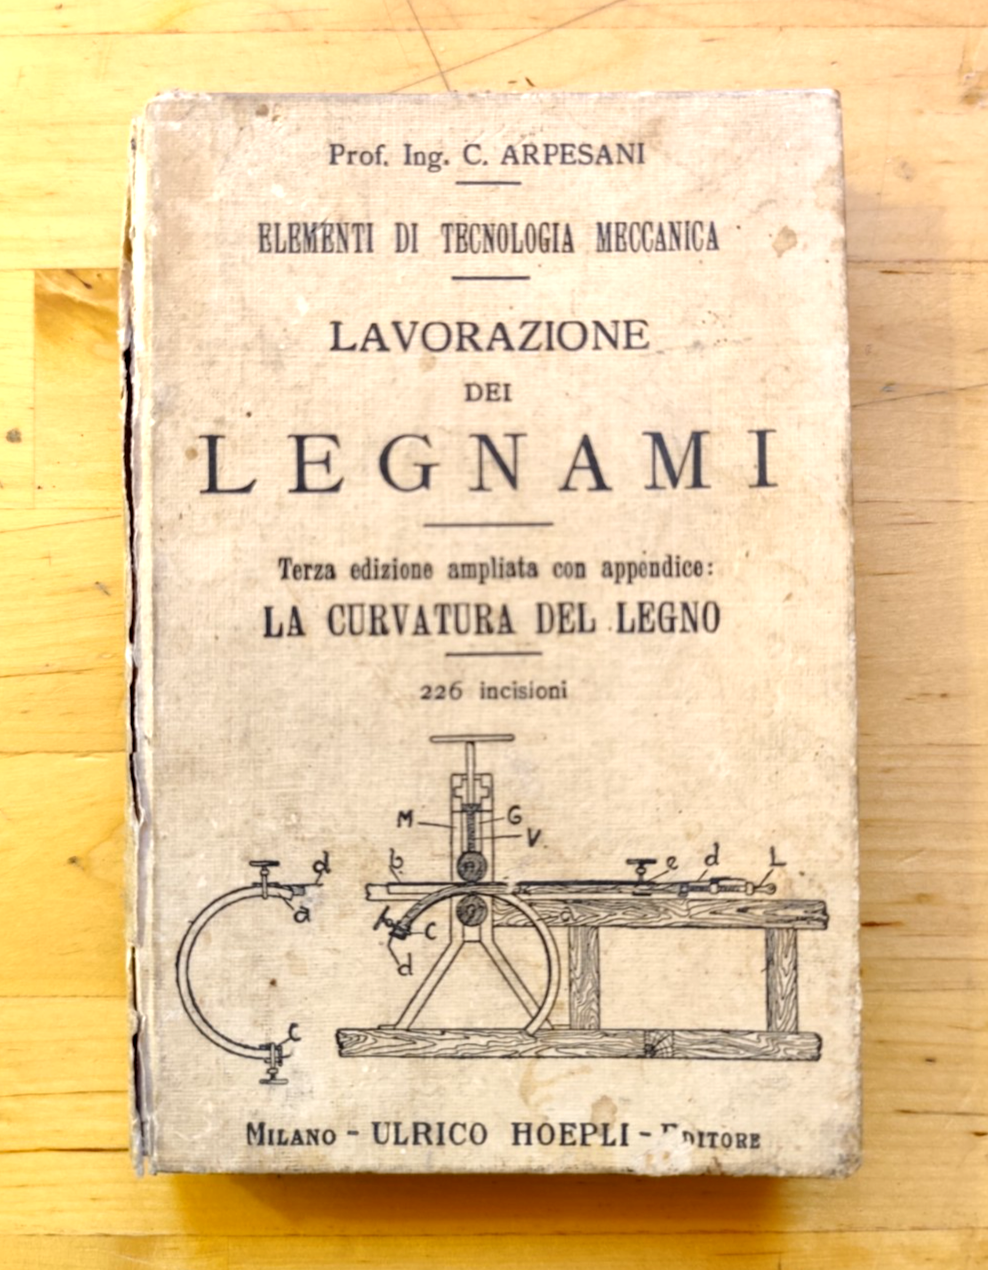 Prof. Ing. C. ARPESANI
ELEMENTI DI TECNOLOGIA MECCANICA
LAVORAZIONE
DEI
LEGNAMI
Terza edizione ampliata con appendice:
LA CURVATURA DEL LEGNO
226 incisioni
M G
V
d b e d L
a C
d
C
MILANO - ULRICO HOEPLI - EDITORE